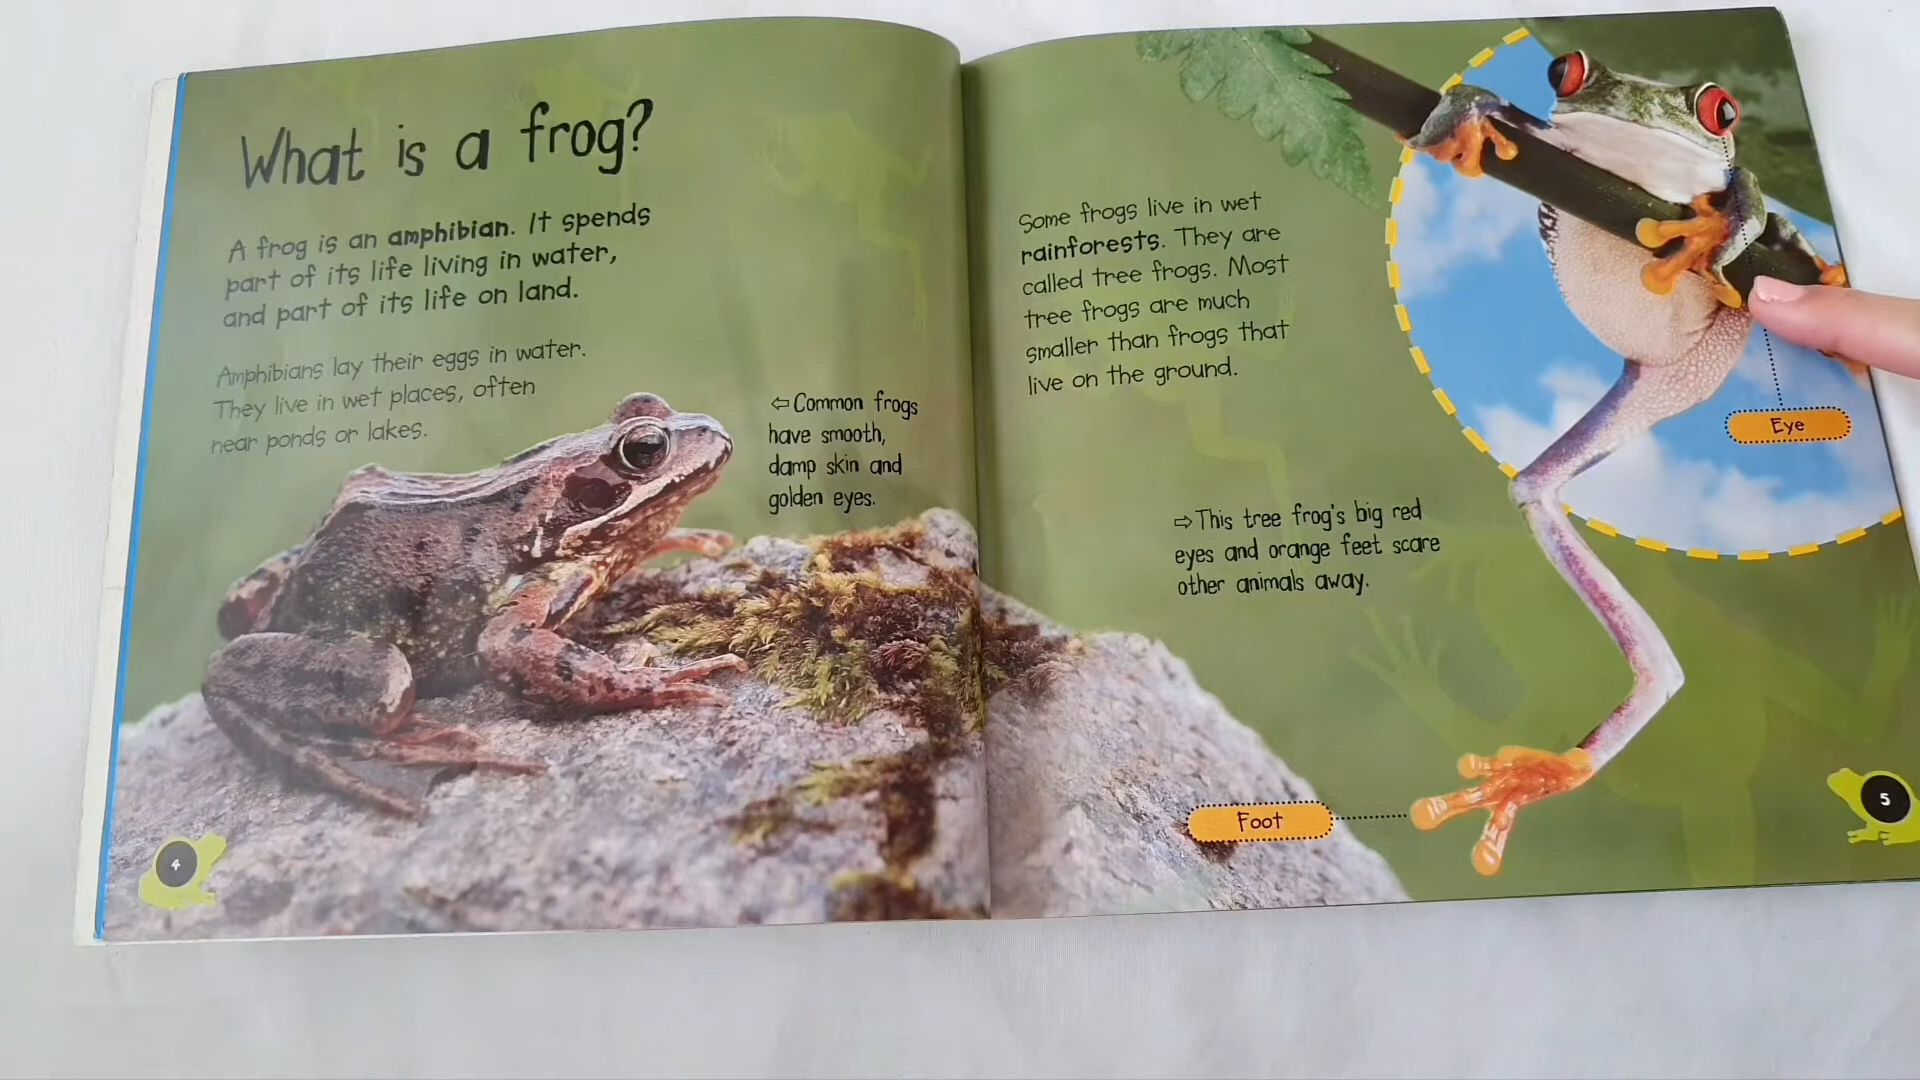 What is a frog?
A frog is an amphibian. It spends
part of its life living in water,
and part of its life on land.
Amphibians lay their eggs in water.
They live in wet places, often
near ponds or lakes.
⇦Common frogs
have smooth,
damp skin and
golden eyes.
4
Some frogs live in wet
rainforests. They are
called tree frogs. Most
tree frogs are much
smaller than frogs that
live on the ground.
Eye
⇨This tree frog's big red
eyes and orange feet scare
other animals away.
Foot
5